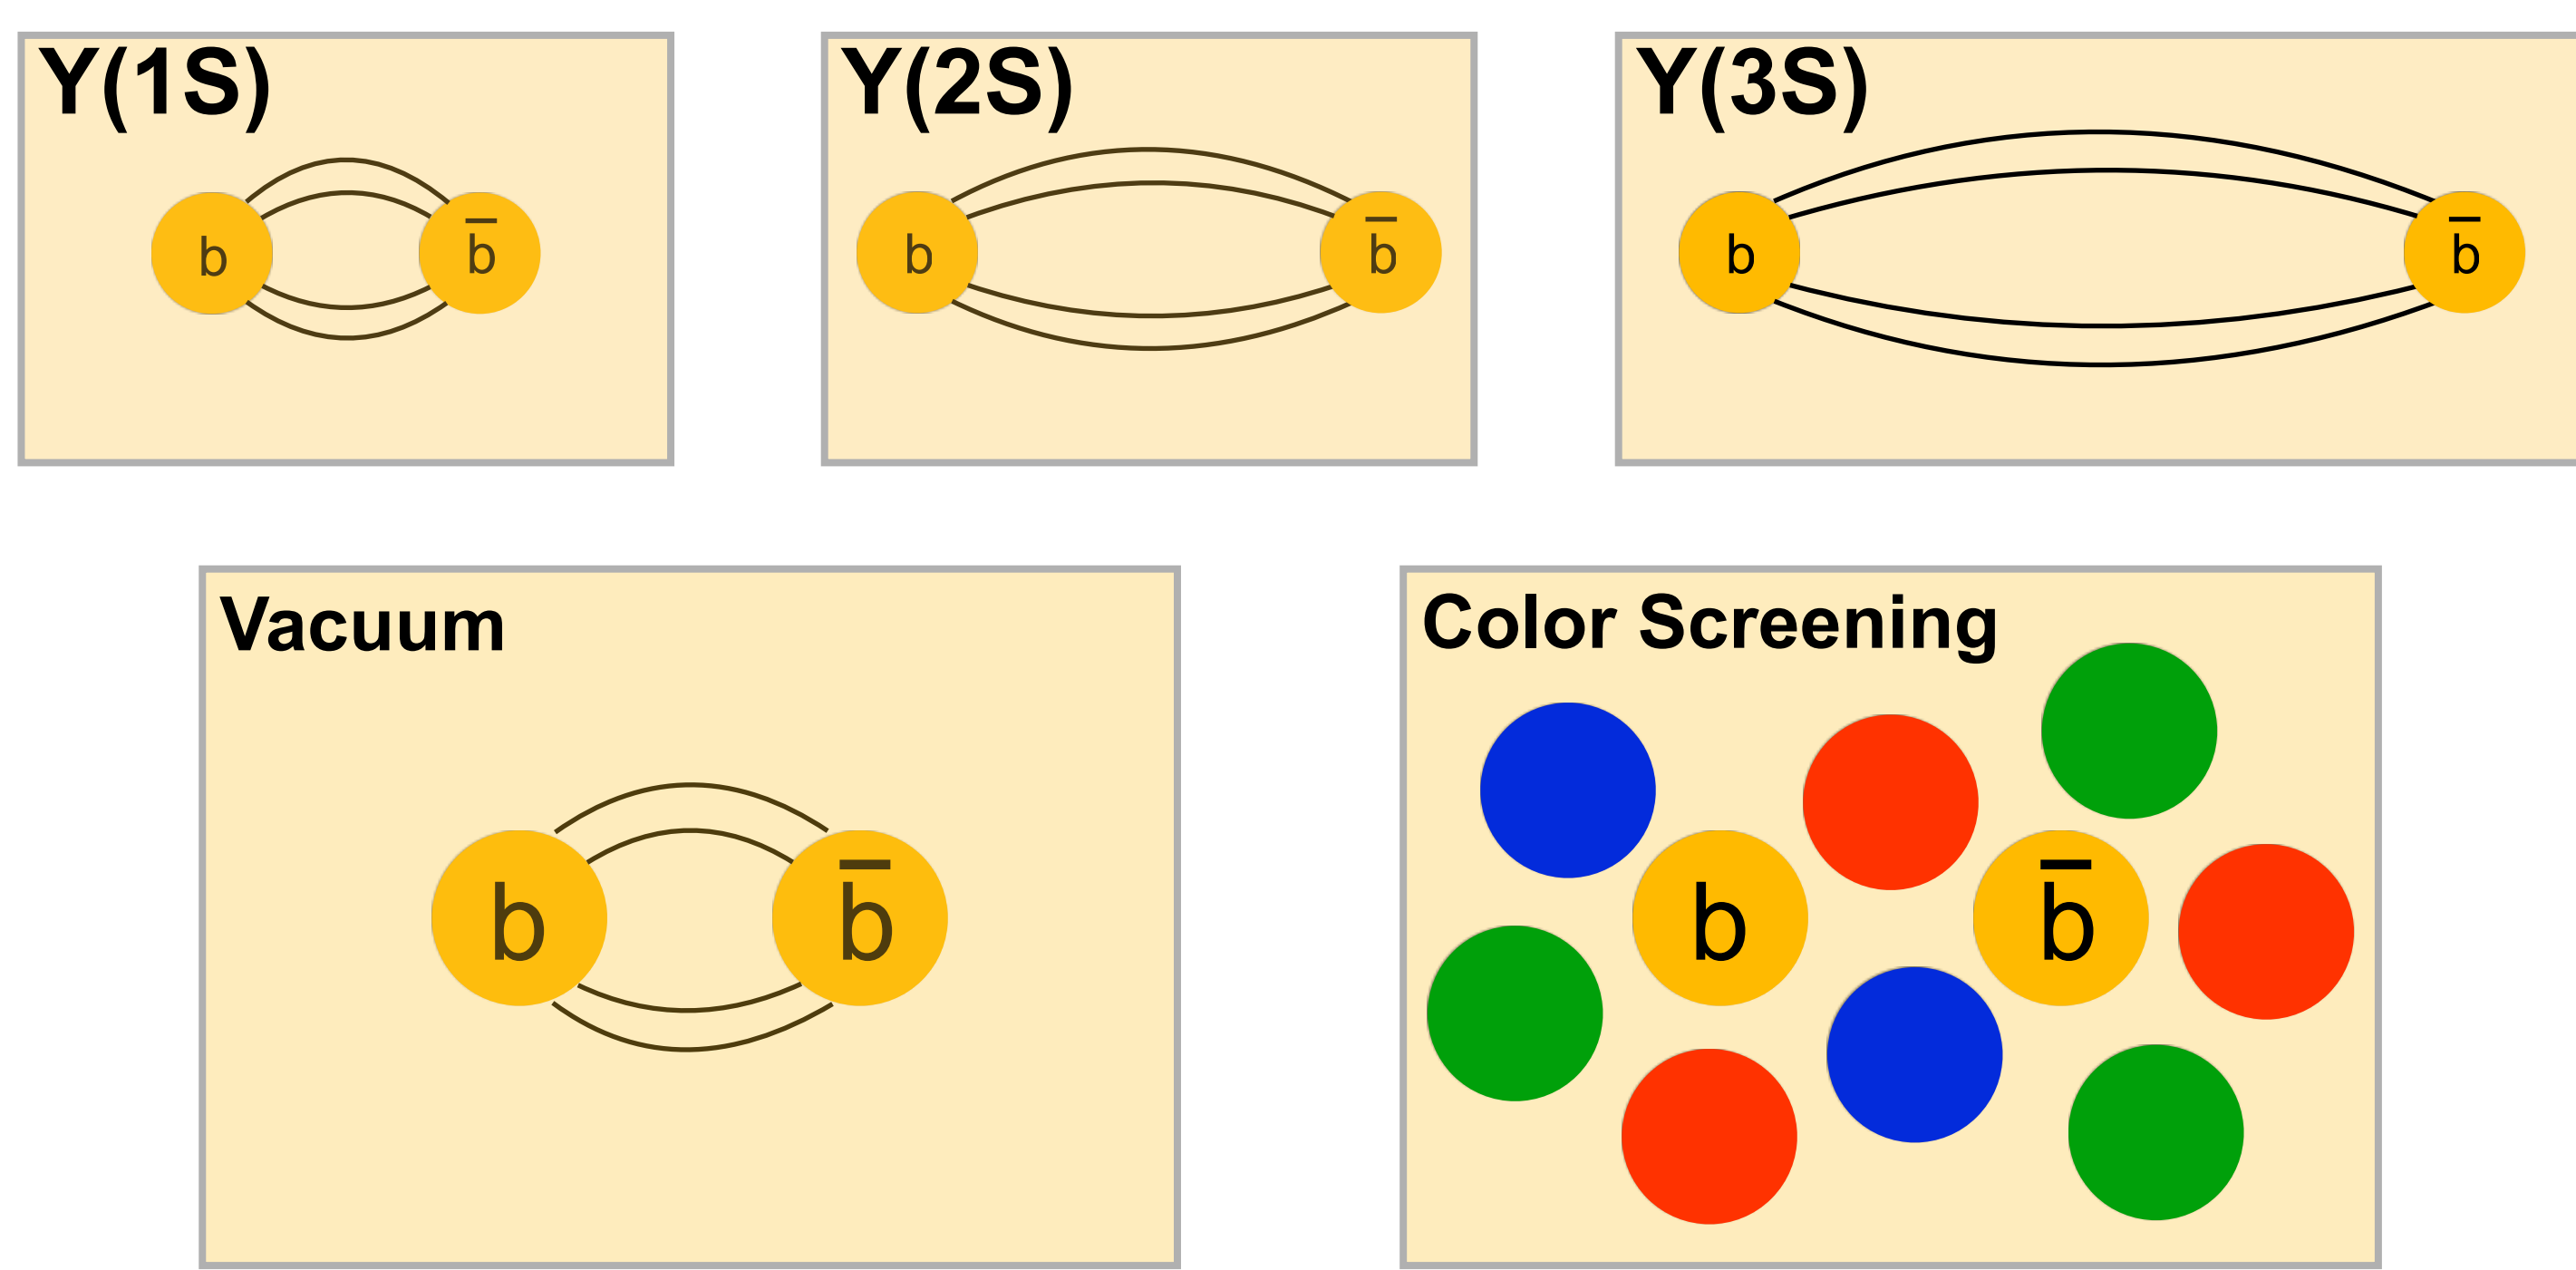 Y(1S)
b b̅
Y(2S)
b b̅
Y(3S)
b b̅
Vacuum
b b̅
Color Screening
b b̅